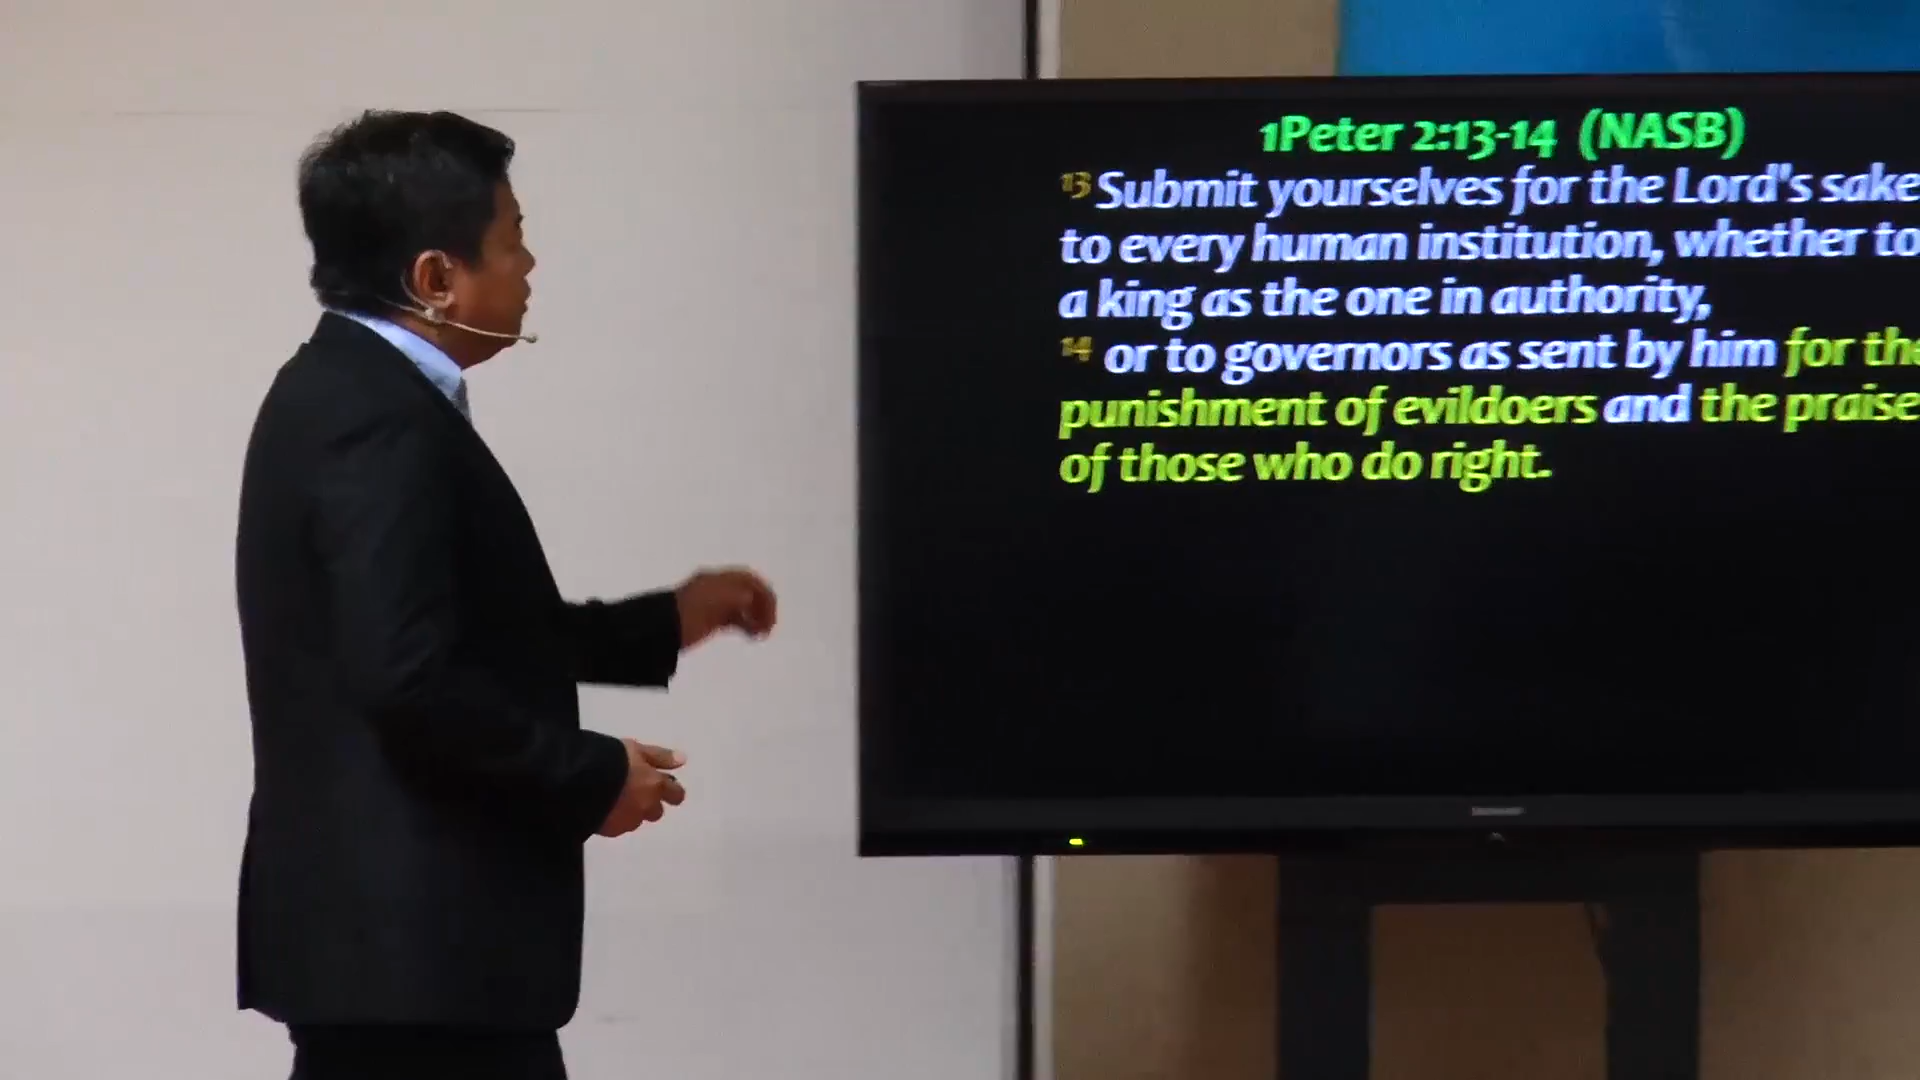 1Peter 2:13-14 (NASB)
13 Submit yourselves for the Lord's sake
to every human institution, whether to
a king as the one in authority,
14 or to governors as sent by him for the
punishment of evildoers and the praise
of those who do right.